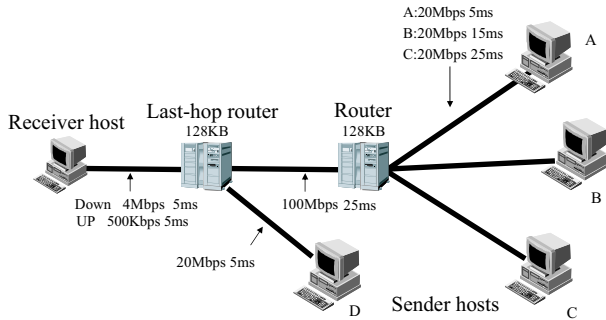 A:20Mbps 5ms
B:20Mbps 15ms
C:20Mbps 25ms
A
Last-hop router
128KB
Router
128KB
Receiver host
B
Down 4Mbps 5ms
UP 500Kbps 5ms
100Mbps 25ms
20Mbps 5ms
D
Sender hosts
C